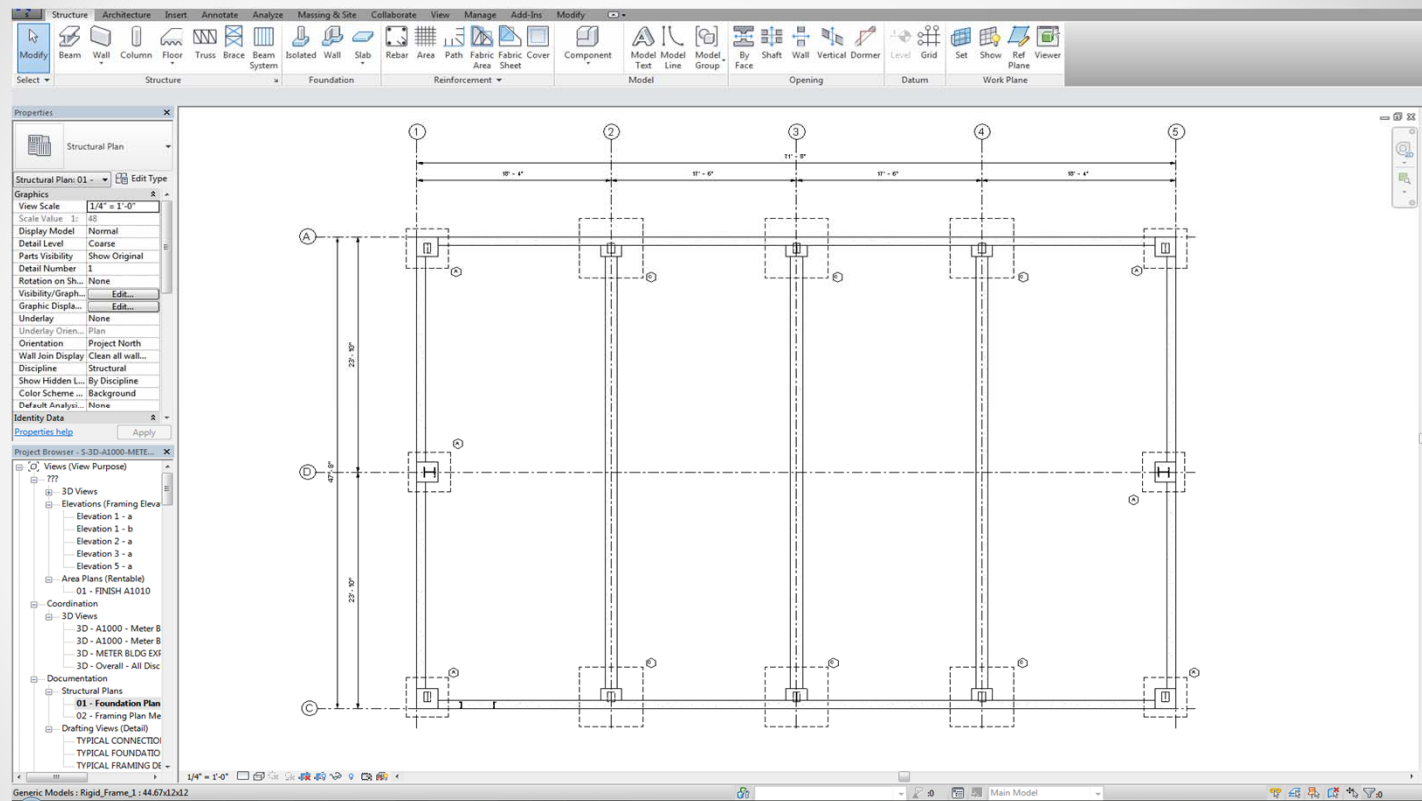 Structure Architecture Insert Annotate Analyze Massing & Site Collaborate View Manage Add-Ins Modify
Modify Beam Wall Column Floor Truss Brace Beam System Isolated Wall Slab Rebar Area Path Fabric Area Fabric Sheet Cover Component Model Text Model Line Model Group By Face Shaft Wall Vertical Dormer Level Grid Set Show Ref Plane Viewer
Select Structure Foundation Reinforcement Model Opening Datum Work Plane
Properties
Structural Plan
Structural Plan: 01 - Edit Type
Graphics
View Scale 1/4" = 1'-0"
Scale Value 1: 48
Display Model Normal
Detail Level Coarse
Parts Visibility Show Original
Detail Number 1
Rotation on Sh... None
Visibility/Graph... Edit...
Graphic Displa... Edit...
Underlay None
Underlay Orien... Plan
Orientation Project North
Wall Join Display Clean all wall...
Discipline Structural
Show Hidden L... By Discipline
Color Scheme ... Background
Default Analysi... None
Identity Data
Properties help Apply
Project Browser - S-3D-A1000-METE...
Views (View Purpose)
???
3D Views
Elevations (Framing Eleva
Elevation 1 - a
Elevation 1 - b
Elevation 2 - a
Elevation 3 - a
Elevation 5 - a
Area Plans (Rentable)
01 - FINISH A1010
Coordination
3D Views
3D - A1000 - Meter B
3D - A1000 - Meter B
3D - METER BLDG EXP
3D - Overall - All Disc
Documentation
Structural Plans
01 - Foundation Plan
02 - Framing Plan Me
Drafting Views (Detail)
TYPICAL CONNECTIO
TYPICAL FOUNDATIO
TYPICAL FRAMING DE
1 2 3 4 5
71' - 8"
18' - 4" 17' - 6" 17' - 6" 18' - 4"
A
23' - 10"
D
47' - 8"
23' - 10"
C
1/4" = 1'-0"
Generic Models : Rigid_Frame_1 : 44.67x12x12 :0 Main Model :0